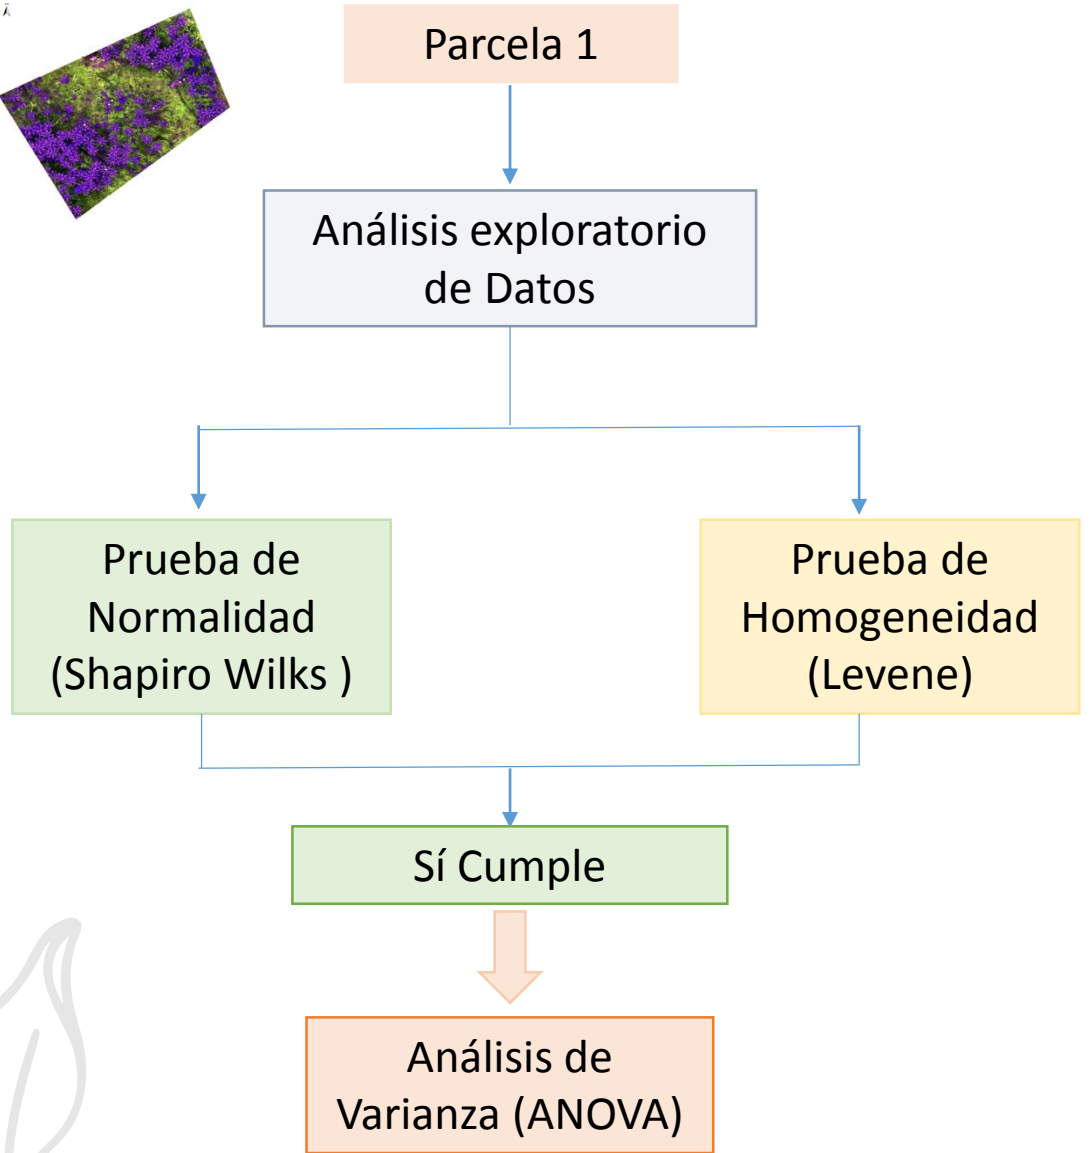 Parcela 1
Análisis exploratorio
de Datos
Prueba de
Normalidad
(Shapiro Wilks )
Prueba de
Homogeneidad
(Levene)
Sí Cumple
Análisis de
Varianza (ANOVA)